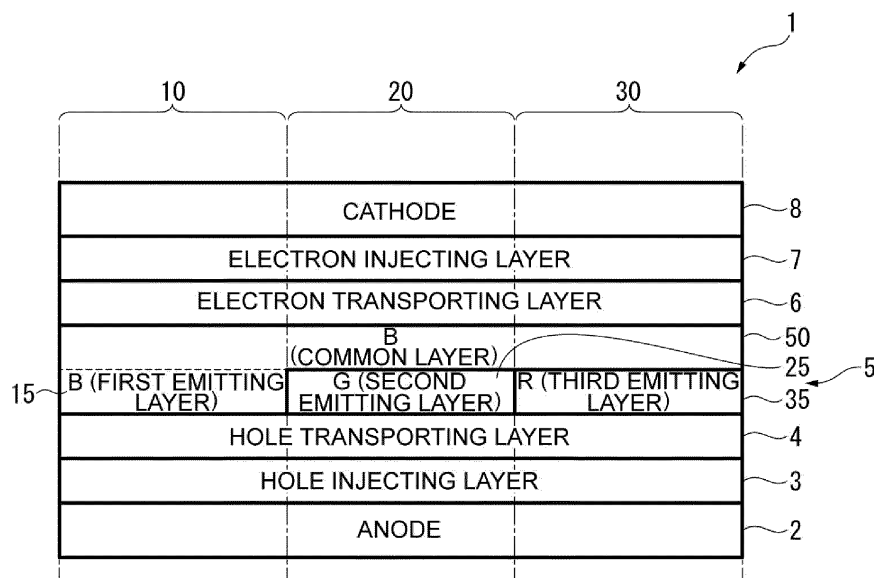 1
10 20 30
CATHODE 8
ELECTRON INJECTING LAYER 7
ELECTRON TRANSPORTING LAYER 6
B 50
(COMMON LAYER)
25
15 B (FIRST EMITTING G (SECOND R (THIRD EMITTING 5
LAYER) EMITTING LAYER) LAYER) 35
HOLE TRANSPORTING LAYER 4
HOLE INJECTING LAYER 3
ANODE 2